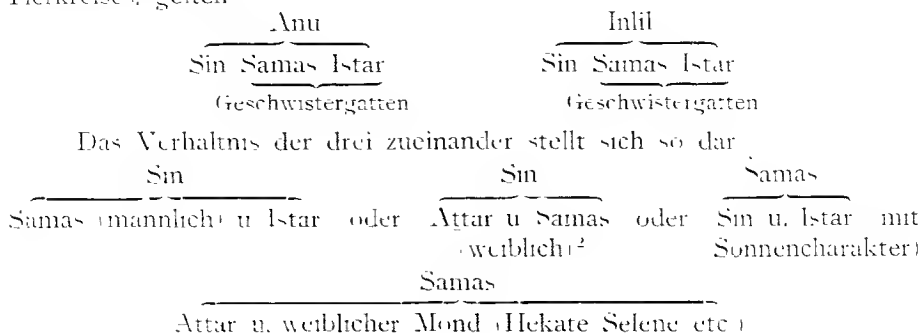 Tierkreises gelten
Anu Inlil
Sin Samas Istar Sin Samas Istar
Geschwistergatten Geschwistergatten
Das Verhaltnis der drei zueinander stellt sich so dar
Sin Sin Samas
Samas (mannlich) u Istar oder Attar u Samas oder Sin u. Istar mit
(weiblich)² Sonnencharakter)
Samas
Attar u. weiblicher Mond (Hekate Selene etc)